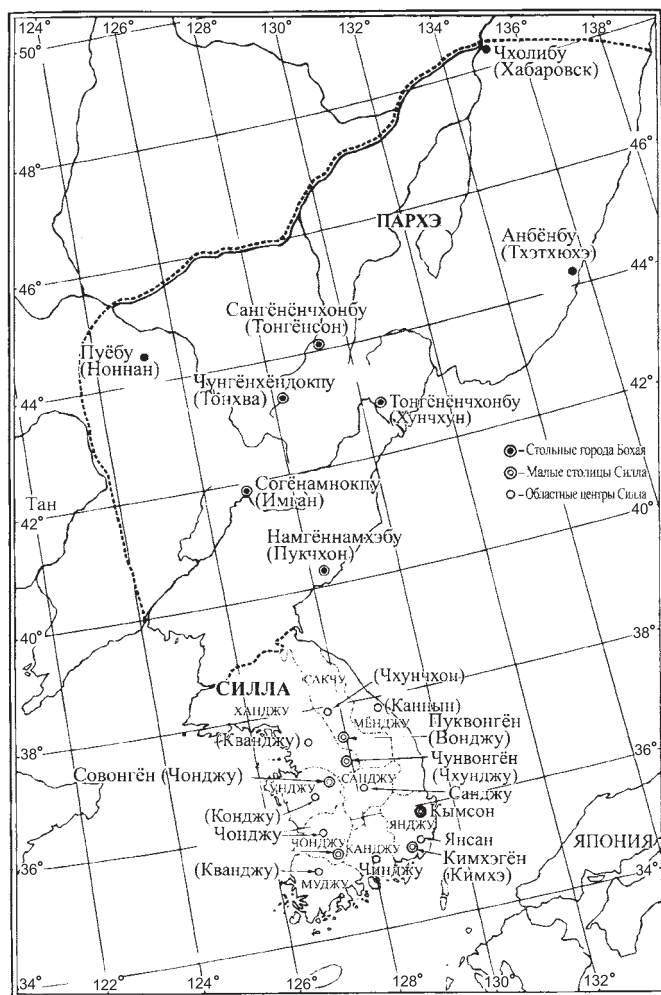 124° 126° 128° 130° 132° 134° 136° 138°
50°
Чхолибу
(Хабаровск)
48°
46°
ПАРХЭ
Анбёнбу
(Тхэтхюхэ)
44°
46°
Сангёнёнчхонбу
(Тонгёнсон)
Пуёбу
(Ноннан)
44°
Чунгёнхёндокпу
(Тонхва)
42°
Тонгёнёнчхонбу
(Хунчхун)
Стольные города Бохая
Малые столицы Силла
Областные центры Силла
Тан
42°
Согёнамнокпу
(Имган)
40°
Намгённамхэбу
(Пукчхон)
40°
38°
САКЧУ
(Чхунчхон)
СИЛЛА
ХАНДЖУ
(Каннын)
МЁНДЖУ
Пуквонгён
(Вонджу)
(Кванджу)
38°
36°
Чунвонгён
(Чхунджу)
Совонгён (Чонджу)
УНДЖУ
САНДЖУ
Санджу
(Конджу)
Кымсон
ЯНДЖУ
Чонджу
ЧОНДЖУ
КАНДЖУ
Янсан
ЯПОНИЯ
36°
Кимхэгён
(Кимхэ)
(Кванджу)
Чинджу
МУДЖУ
34°
34°
122° 124° 126° 128° 130° 132°